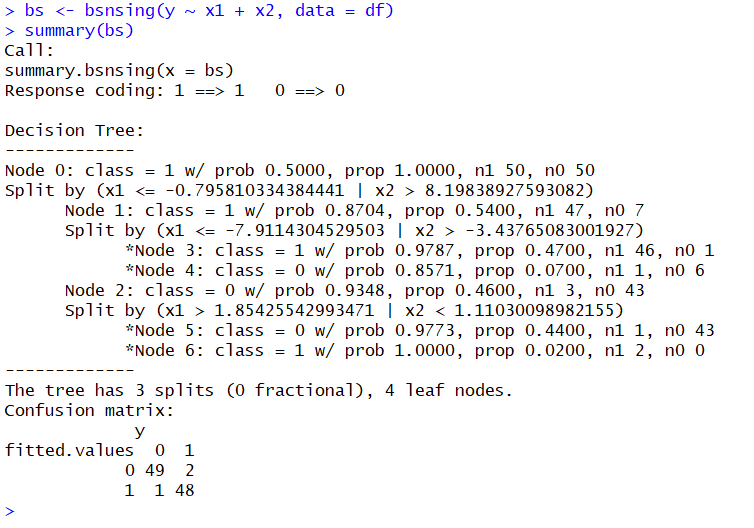 > bs <- bsnsing(y ~ x1 + x2, data = df)
> summary(bs)
Call:
summary.bsnsing(x = bs)
Response coding: 1 ==> 1   0 ==> 0
Decision Tree:
-------------
Node 0: class = 1 w/ prob 0.5000, prop 1.0000, n1 50, n0 50
Split by (x1 <= -0.795810334384441 | x2 > 8.19838927593082)
      Node 1: class = 1 w/ prob 0.8704, prop 0.5400, n1 47, n0 7
      Split by (x1 <= -7.9114304529503 | x2 > -3.43765083001927)
            *Node 3: class = 1 w/ prob 0.9787, prop 0.4700, n1 46, n0 1
            *Node 4: class = 0 w/ prob 0.8571, prop 0.0700, n1 1, n0 6
      Node 2: class = 0 w/ prob 0.9348, prop 0.4600, n1 3, n0 43
      Split by (x1 > 1.85425542993471 | x2 < 1.11030098982155)
            *Node 5: class = 0 w/ prob 0.9773, prop 0.4400, n1 1, n0 43
            *Node 6: class = 1 w/ prob 1.0000, prop 0.0200, n1 2, n0 0
-------------
The tree has 3 splits (0 fractional), 4 leaf nodes.
Confusion matrix:
             y
fitted.values  0  1
            0 49  2
            1  1 48
>